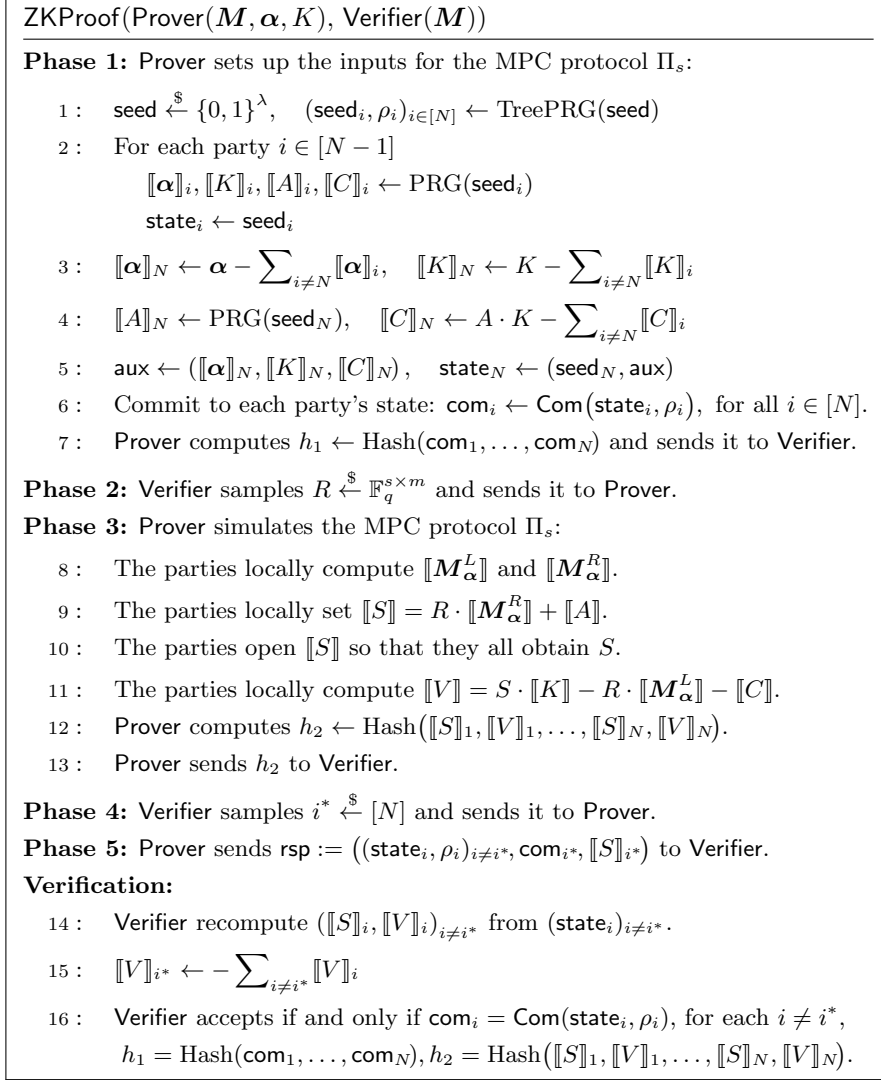 ZKProof(Prover(𝑴, 𝜶, K), Verifier(𝑴))
Phase 1: Prover sets up the inputs for the MPC protocol Π_s:
1 : seed ←$ {0, 1}^λ, (seed_i, ρ_i)_{i∈[N]} ← TreePRG(seed)
2 : For each party i ∈ [N − 1]
⟦𝜶⟧_i, ⟦K⟧_i, ⟦A⟧_i, ⟦C⟧_i ← PRG(seed_i)
state_i ← seed_i
3 : ⟦𝜶⟧_N ← 𝜶 − ∑_{i≠N} ⟦𝜶⟧_i, ⟦K⟧_N ← K − ∑_{i≠N} ⟦K⟧_i
4 : ⟦A⟧_N ← PRG(seed_N), ⟦C⟧_N ← A · K − ∑_{i≠N} ⟦C⟧_i
5 : aux ← (⟦𝜶⟧_N, ⟦K⟧_N, ⟦C⟧_N), state_N ← (seed_N, aux)
6 : Commit to each party's state: com_i ← Com(state_i, ρ_i), for all i ∈ [N].
7 : Prover computes h_1 ← Hash(com_1, . . . , com_N) and sends it to Verifier.
Phase 2: Verifier samples R ←$ 𝔽_q^{s×m} and sends it to Prover.
Phase 3: Prover simulates the MPC protocol Π_s:
8 : The parties locally compute ⟦𝑴_𝜶^L⟧ and ⟦𝑴_𝜶^R⟧.
9 : The parties locally set ⟦S⟧ = R · ⟦𝑴_𝜶^R⟧ + ⟦A⟧.
10 : The parties open ⟦S⟧ so that they all obtain S.
11 : The parties locally compute ⟦V⟧ = S · ⟦K⟧ − R · ⟦𝑴_𝜶^L⟧ − ⟦C⟧.
12 : Prover computes h_2 ← Hash(⟦S⟧_1, ⟦V⟧_1, . . . , ⟦S⟧_N, ⟦V⟧_N).
13 : Prover sends h_2 to Verifier.
Phase 4: Verifier samples i* ←$ [N] and sends it to Prover.
Phase 5: Prover sends rsp := ((state_i, ρ_i)_{i≠i*}, com_{i*}, ⟦S⟧_{i*}) to Verifier.
Verification:
14 : Verifier recompute (⟦S⟧_i, ⟦V⟧_i)_{i≠i*} from (state_i)_{i≠i*}.
15 : ⟦V⟧_{i*} ← − ∑_{i≠i*} ⟦V⟧_i
16 : Verifier accepts if and only if com_i = Com(state_i, ρ_i), for each i ≠ i*,
h_1 = Hash(com_1, . . . , com_N), h_2 = Hash(⟦S⟧_1, ⟦V⟧_1, . . . , ⟦S⟧_N, ⟦V⟧_N).